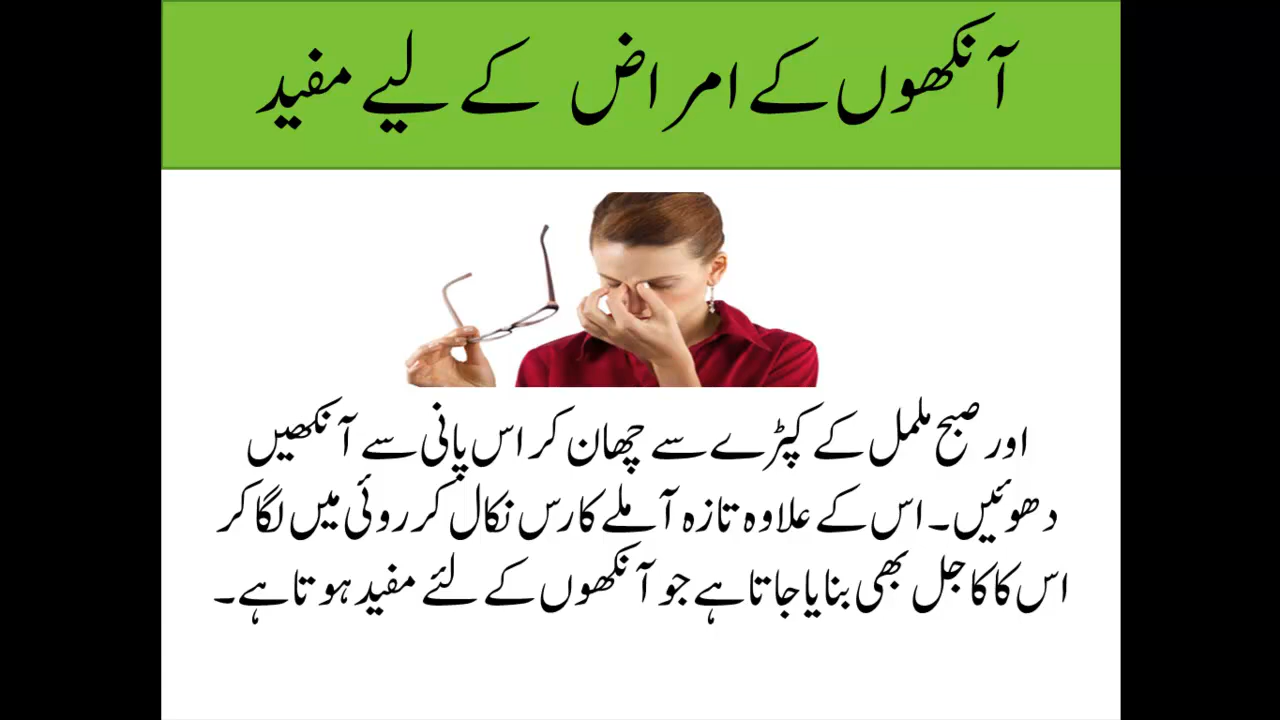 آنکھوں کے امراض کے لیے مفید
اور صبح ململ کے کپڑے سے چھان کر اس پانی سے آنکھیں
دھوئیں۔ اس کے علاوہ تازہ آملے کا رس نکال کر روئی میں لگا کر
اس کا کاجل بھی بنایا جاتا ہے جو آنکھوں کے لئے مفید ہوتا ہے۔